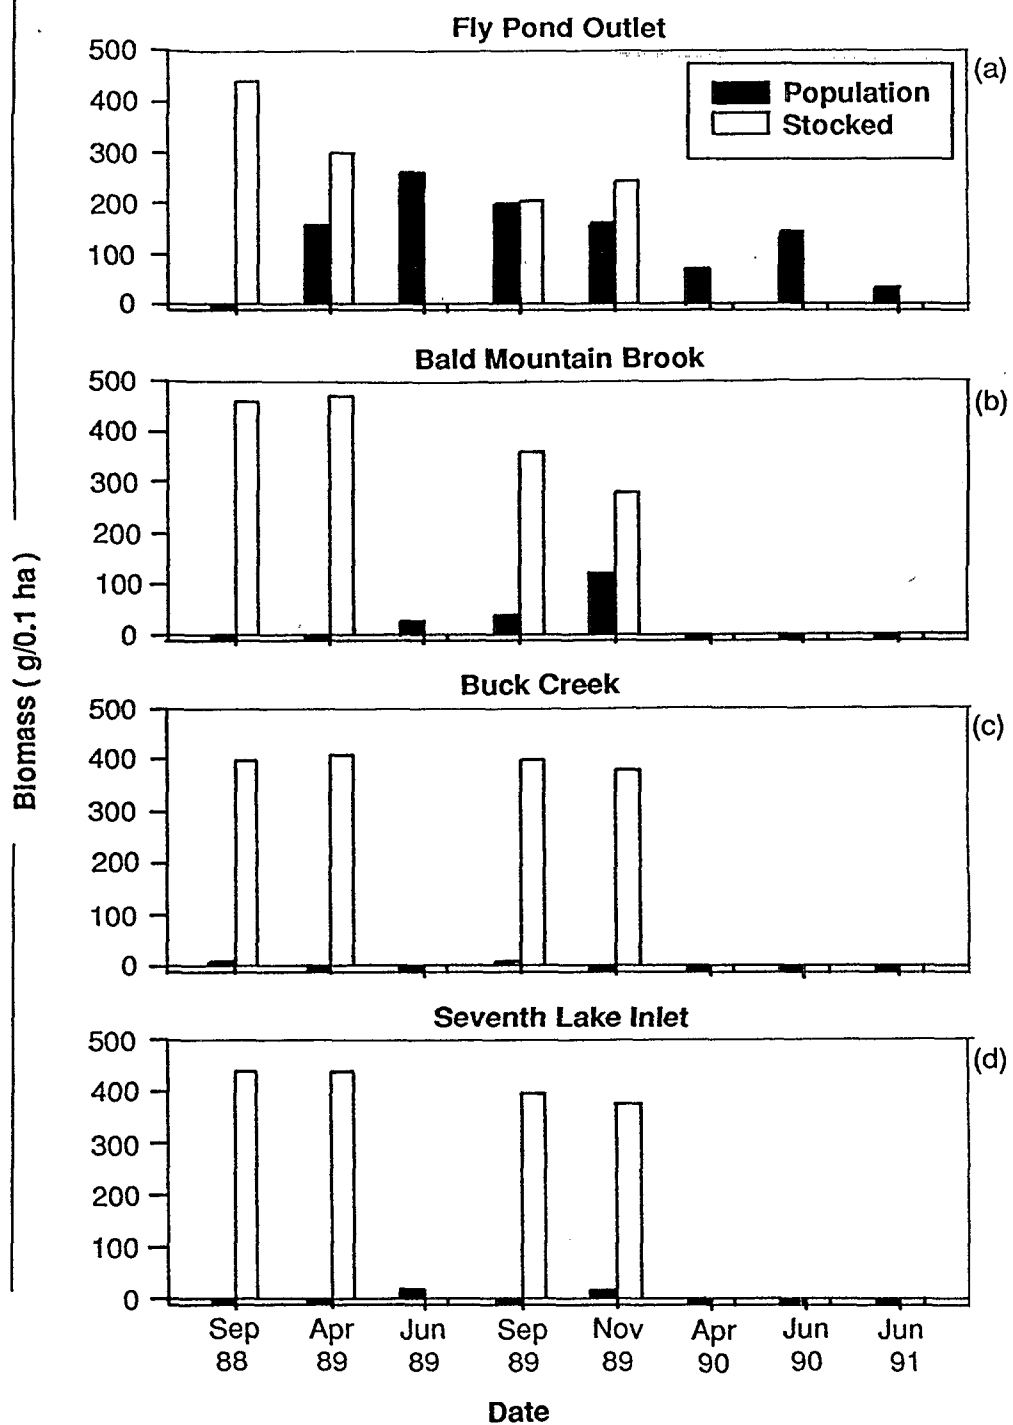 Fly Pond Outlet
(a)
500
400
300
200
100
0
Population
Stocked
Bald Mountain Brook
(b)
500
400
300
200
100
0
Buck Creek
(c)
500
400
300
200
100
0
Seventh Lake Inlet
(d)
500
400
300
200
100
0
Biomass ( g/0.1 ha )
Sep Apr Jun Sep Nov Apr Jun Jun
88 89 89 89 89 90 90 91
Date